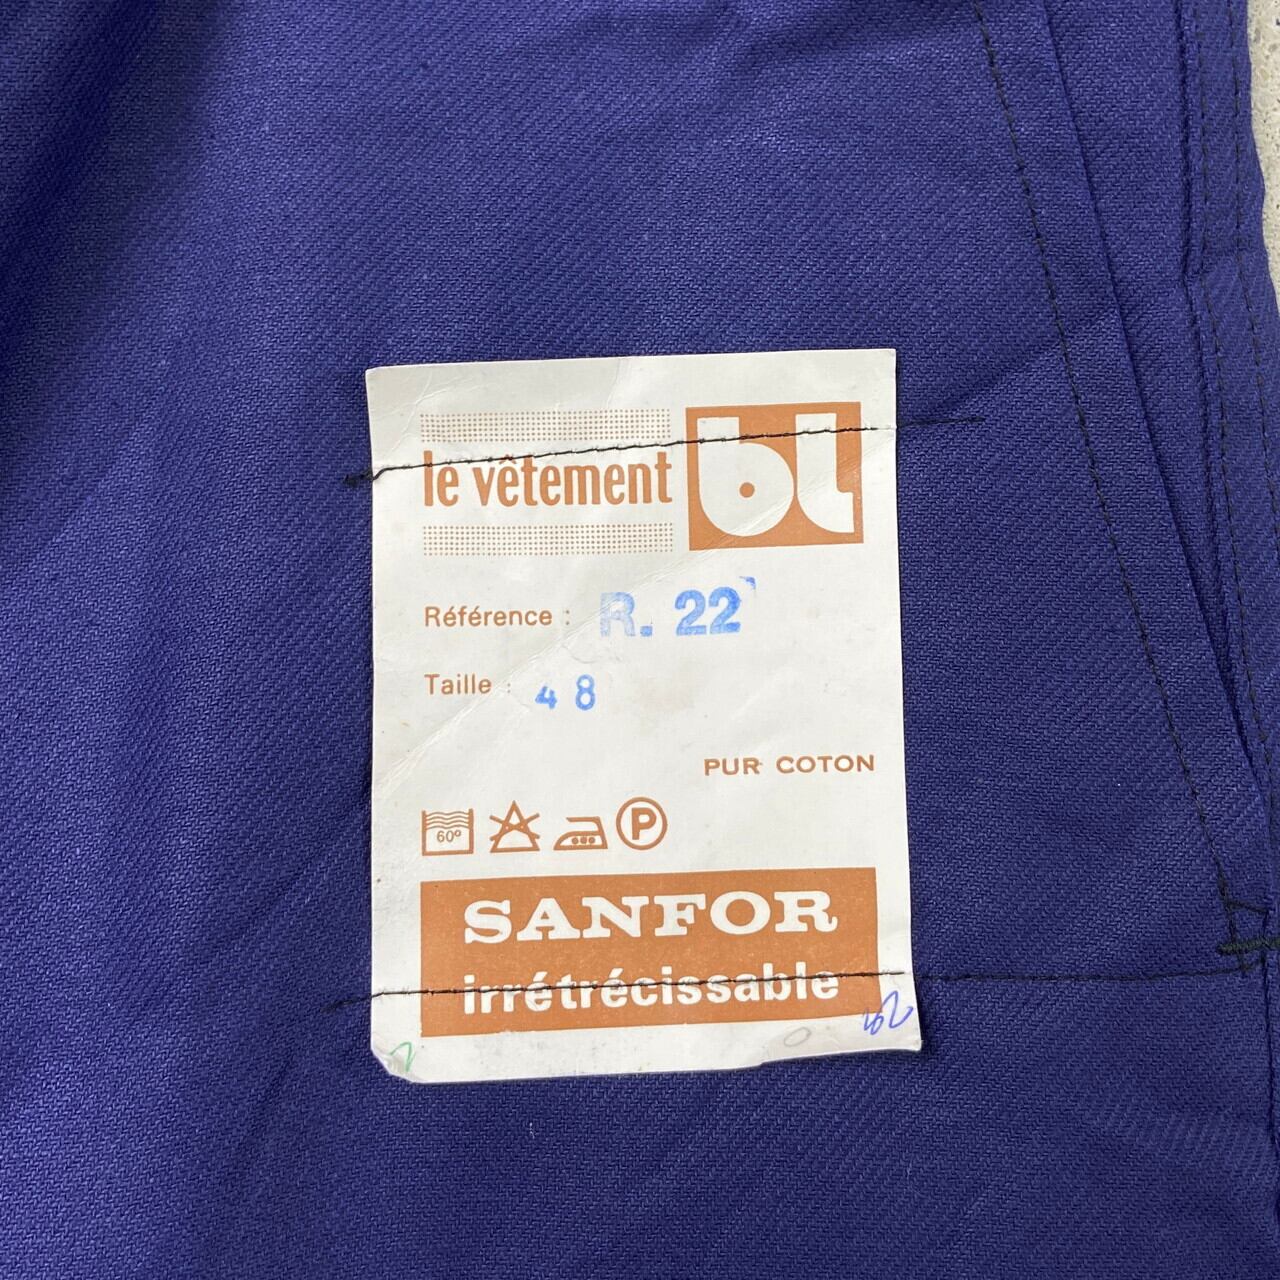 le vêtement bl
Référence : R. 22
Taille : 48
PUR COTON
60° P
SANFOR
irrétrécissable